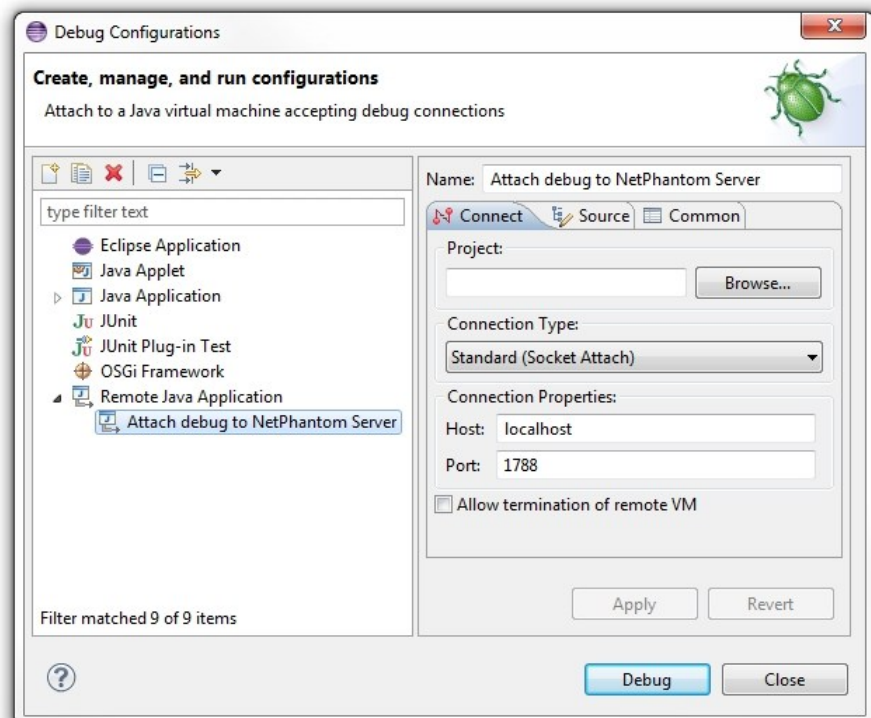 Debug Configurations
Create, manage, and run configurations
Attach to a Java virtual machine accepting debug connections
type filter text
Eclipse Application
Java Applet
Java Application
JUnit
JUnit Plug-in Test
OSGi Framework
Remote Java Application
Attach debug to NetPhantom Server
Filter matched 9 of 9 items
Name: Attach debug to NetPhantom Server
Connect Source Common
Project:
Browse...
Connection Type:
Standard (Socket Attach)
Connection Properties:
Host: localhost
Port: 1788
Allow termination of remote VM
Apply Revert
Debug Close